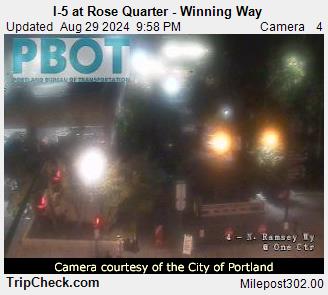 I-5 at Rose Quarter - Winning Way
Updated Aug 29 2024 9:58 PM Camera 4
PBOT
PORTLAND BUREAU OF TRANSPORTATION
4 - N. Ramsey Wy
@ One Ctr
Camera courtesy of the City of Portland
TripCheck.com Milepost302.00